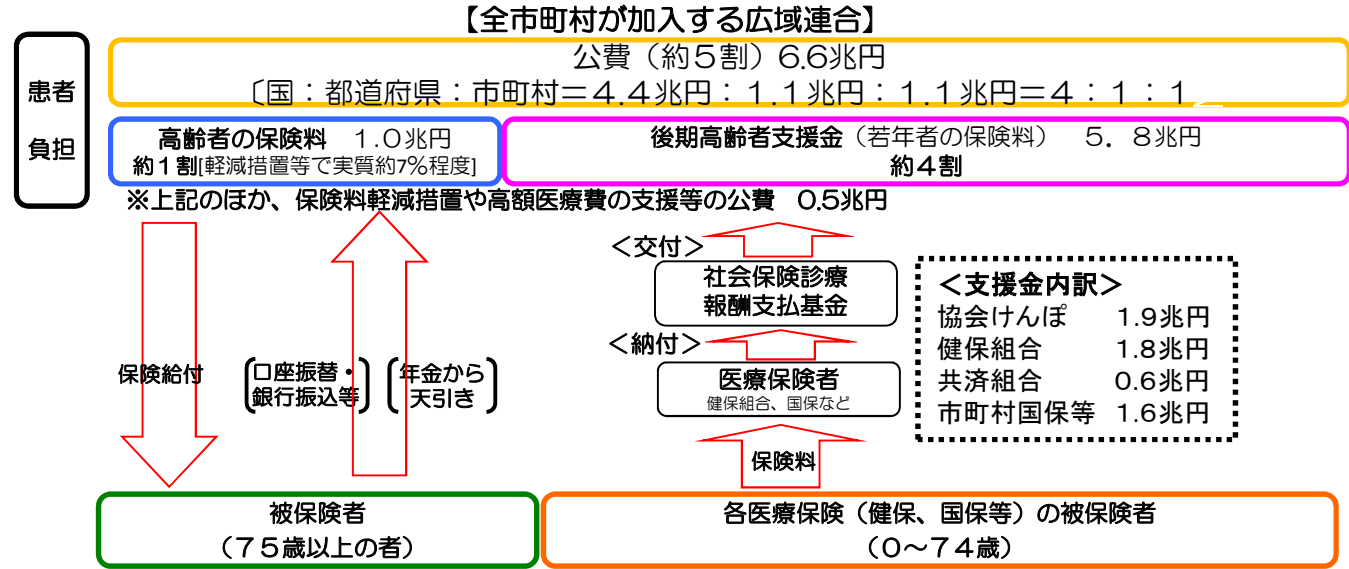 【全市町村が加入する広域連合】
患者
負担
公費（約５割）6.6兆円
〔国：都道府県：市町村＝4.4兆円：1.1兆円：1.1兆円＝4：1：1
高齢者の保険料　1.0兆円
約１割[軽減措置等で実質約7％程度]
後期高齢者支援金（若年者の保険料）　５．８兆円
約４割
※上記のほか、保険料軽減措置や高額医療費の支援等の公費　0.5兆円
＜交付＞
社会保険診療
報酬支払基金
＜納付＞
医療保険者
健保組合、国保など
保険料
保険給付
口座振替・
銀行振込等
年金から
天引き
＜支援金内訳＞
協会けんぽ　1.9兆円
健保組合　1.8兆円
共済組合　0.6兆円
市町村国保等　1.6兆円
被保険者
（７５歳以上の者）
各医療保険（健保、国保等）の被保険者
（０～７４歳）